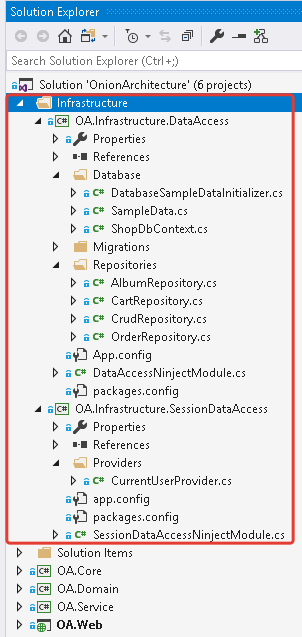 Solution Explorer
Search Solution Explorer (Ctrl+;)
Solution 'OnionArchitecture' (6 projects)
Infrastructure
C# OA.Infrastructure.DataAccess
Properties
References
Database
C# DatabaseSampleDataInitializer.cs
C# SampleData.cs
C# ShopDbContext.cs
Migrations
Repositories
C# AlbumRepository.cs
C# CartRepository.cs
C# CrudRepository.cs
C# OrderRepository.cs
App.config
C# DataAccessNinjectModule.cs
packages.config
C# OA.Infrastructure.SessionDataAccess
Properties
References
Providers
C# CurrentUserProvider.cs
app.config
packages.config
C# SessionDataAccessNinjectModule.cs
Solution Items
C# OA.Core
C# OA.Domain
C# OA.Service
OA.Web